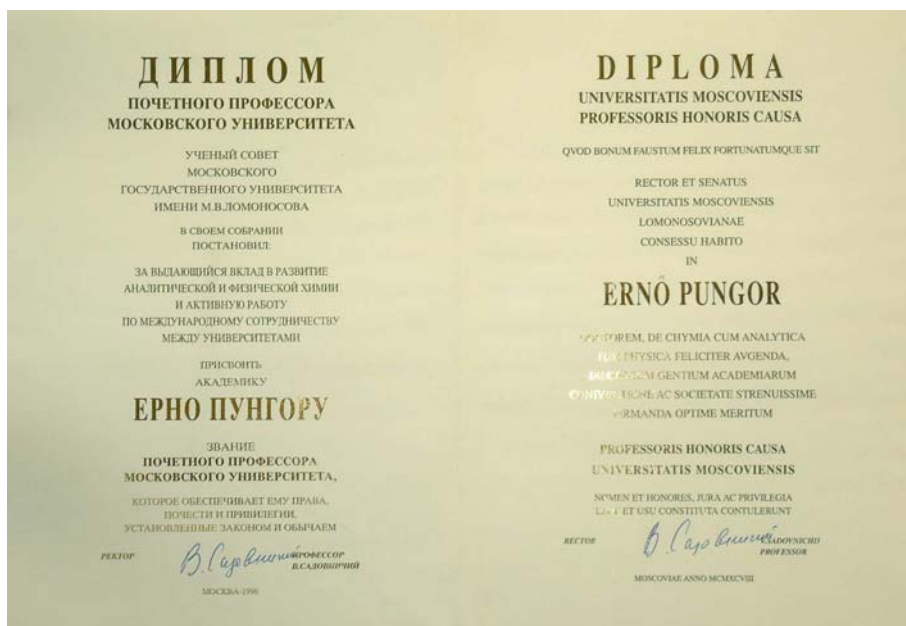 ДИПЛОМ
ПОЧЕТНОГО ПРОФЕССОРА
МОСКОВСКОГО УНИВЕРСИТЕТА
УЧЕНЫЙ СОВЕТ
МОСКОВСКОГО
ГОСУДАРСТВЕННОГО УНИВЕРСИТЕТА
ИМЕНИ М.В.ЛОМОНОСОВА
В СВОЕМ СОБРАНИИ
ПОСТАНОВИЛ:
ЗА ВЫДАЮЩИЙСЯ ВКЛАД В РАЗВИТИЕ
АНАЛИТИЧЕСКОЙ И ФИЗИЧЕСКОЙ ХИМИИ
И АКТИВНУЮ РАБОТУ
ПО МЕЖДУНАРОДНОМУ СОТРУДНИЧЕСТВУ
МЕЖДУ УНИВЕРСИТЕТАМИ
ПРИСВОИТЬ
АКАДЕМИКУ
ЕРНО ПУНГОРУ
ЗВАНИЕ
ПОЧЕТНОГО ПРОФЕССОРА
МОСКОВСКОГО УНИВЕРСИТЕТА,
КОТОРОЕ ОБЕСПЕЧИВАЕТ ЕМУ ПРАВА,
ПОЧЕСТИ И ПРИВИЛЕГИИ,
УСТАНОВЛЕННЫЕ ЗАКОНОМ И ОБЫЧАЕМ
РЕКТОР В. Садовничий ПРОФЕССОР
В.САДОВНИЧИЙ
DIPLOMA
UNIVERSITATIS MOSCOVIENSIS
PROFESSORIS HONORIS CAUSA
QVOD BONUM FAUSTUM FELIX FORTUNATUMQUE SIT
RECTOR ET SENATUS
UNIVERSITATIS MOSCOVIENSIS
LOMONOSOVIANAE
CONSESSU HABITO
IN
ERNŐ PUNGOR
DE CHYMIA CUM ANALYTICA
PHYSICA FELICITER AVGENDA,
GENTIUM ACADEMIARUM
AC SOCIETATE STRENUISSIME
OPTIME MERITUM
PROFESSORIS HONORIS CAUSA
UNIVERSITATIS MOSCOVIENSIS
NOMEN ET HONORES, JURA AC PRIVILEGIA
ET USU CONSTITUTA CONTULERUNT
RECTOR В. Садовничий
PROFESSOR
MOSCOVIAE ANNO MCMXCVIII